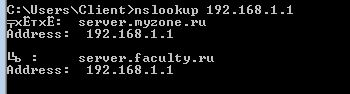 C:\Users\Client>nslookup 192.168.1.1
╤хЁтхЁ:  server.myzone.ru
Address:  192.168.1.1
:    server.faculty.ru
Address:  192.168.1.1